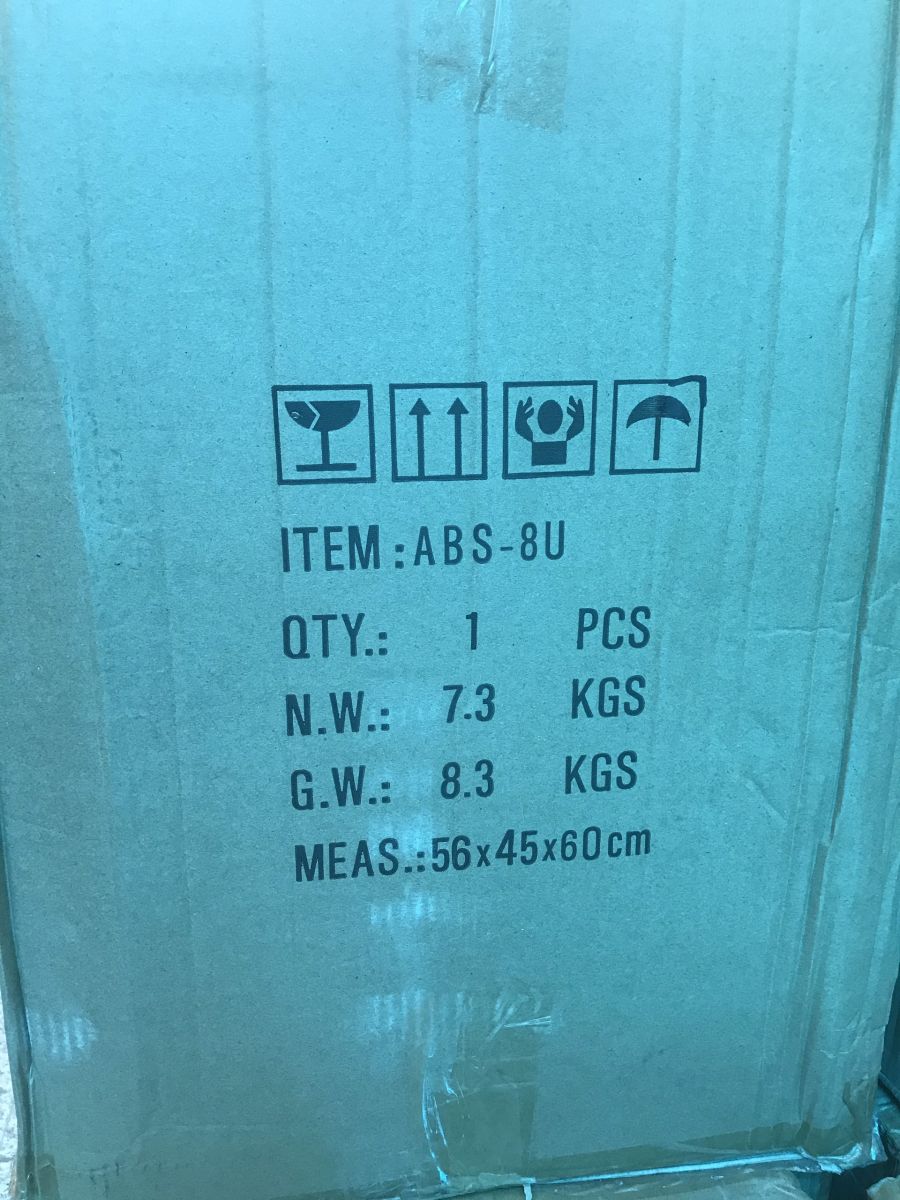 ITEM:ABS-8U
QTY.: 1 PCS
N.W.: 7.3 KGS
G.W.: 8.3 KGS
MEAS.:56x45x60cm